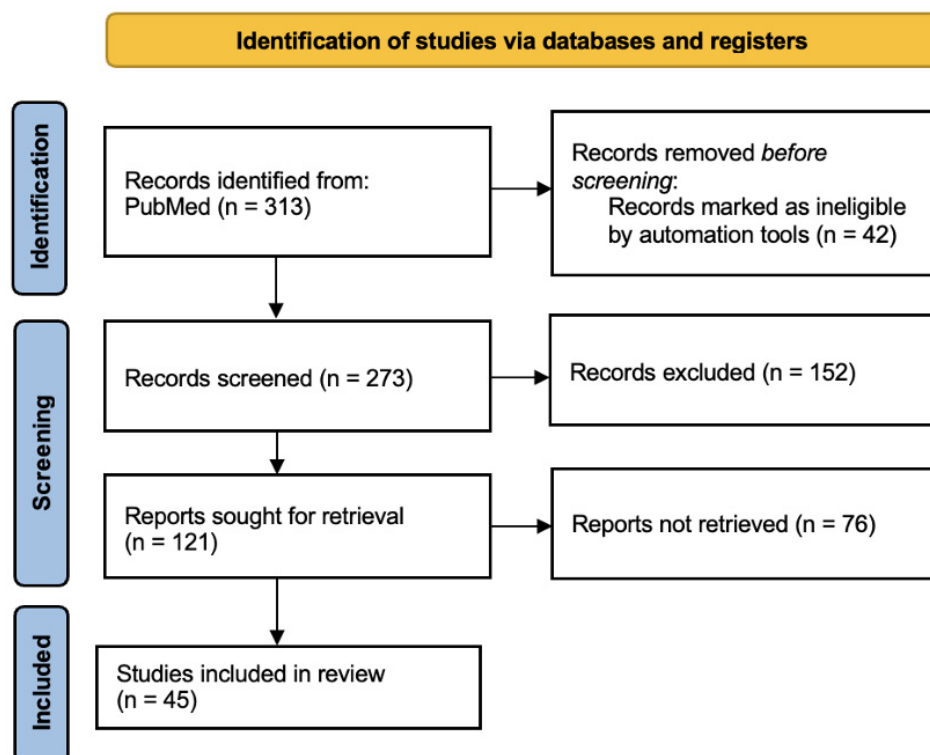 Identification of studies via databases and registers
Identification
Records identified from:
PubMed (n = 313)
Records removed before
screening:
Records marked as ineligible
by automation tools (n = 42)
Screening
Records screened (n = 273)
Records excluded (n = 152)
Reports sought for retrieval
(n = 121)
Reports not retrieved (n = 76)
Included
Studies included in review
(n = 45)